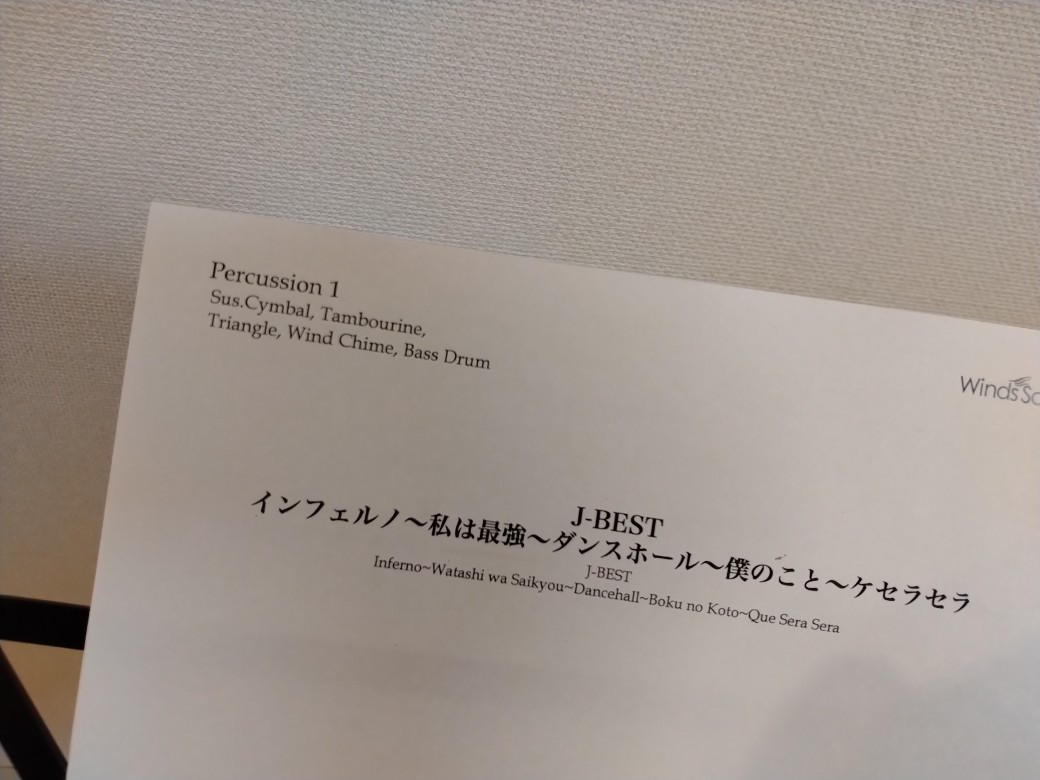 Percussion 1
Sus.Cymbal, Tambourine,
Triangle, Wind Chime, Bass Drum
J-BEST
インフェルノ～私は最強～ダンスホール～僕のこと～ケセラセラ
J-BEST
Inferno~Watashi wa Saikyou~Dancehall~Boku no Koto~Que Sera Sera